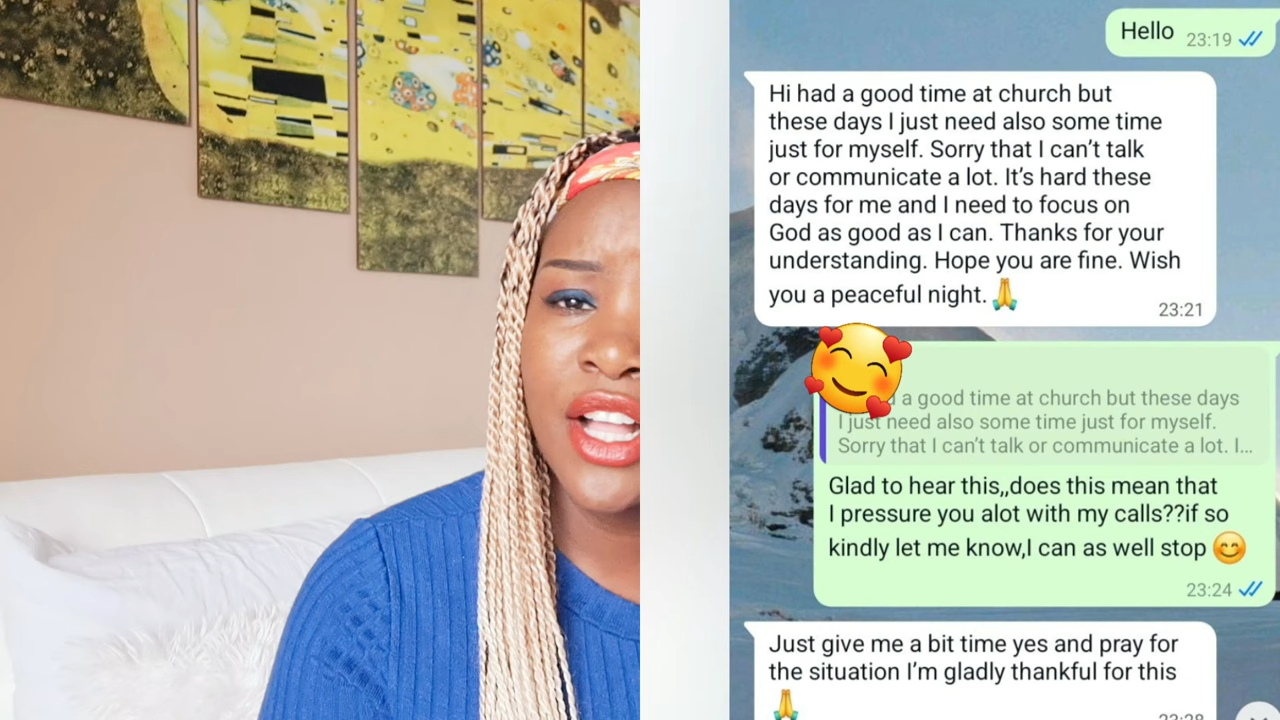 Hello 23:19
Hi had a good time at church but
these days I just need also some time
just for myself. Sorry that I can't talk
or communicate a lot. It's hard these
days for me and I need to focus on
God as good as I can. Thanks for your
understanding. Hope you are fine. Wish
you a peaceful night.🙏
23:21
a good time at church but these days
I just need also some time just for myself.
Sorry that I can't talk or communicate a lot. I...
Glad to hear this,,does this mean that
I pressure you alot with my calls??if so
kindly let me know,I can as well stop 😊
23:24
Just give me a bit time yes and pray for
the situation I'm gladly thankful for this
🙏